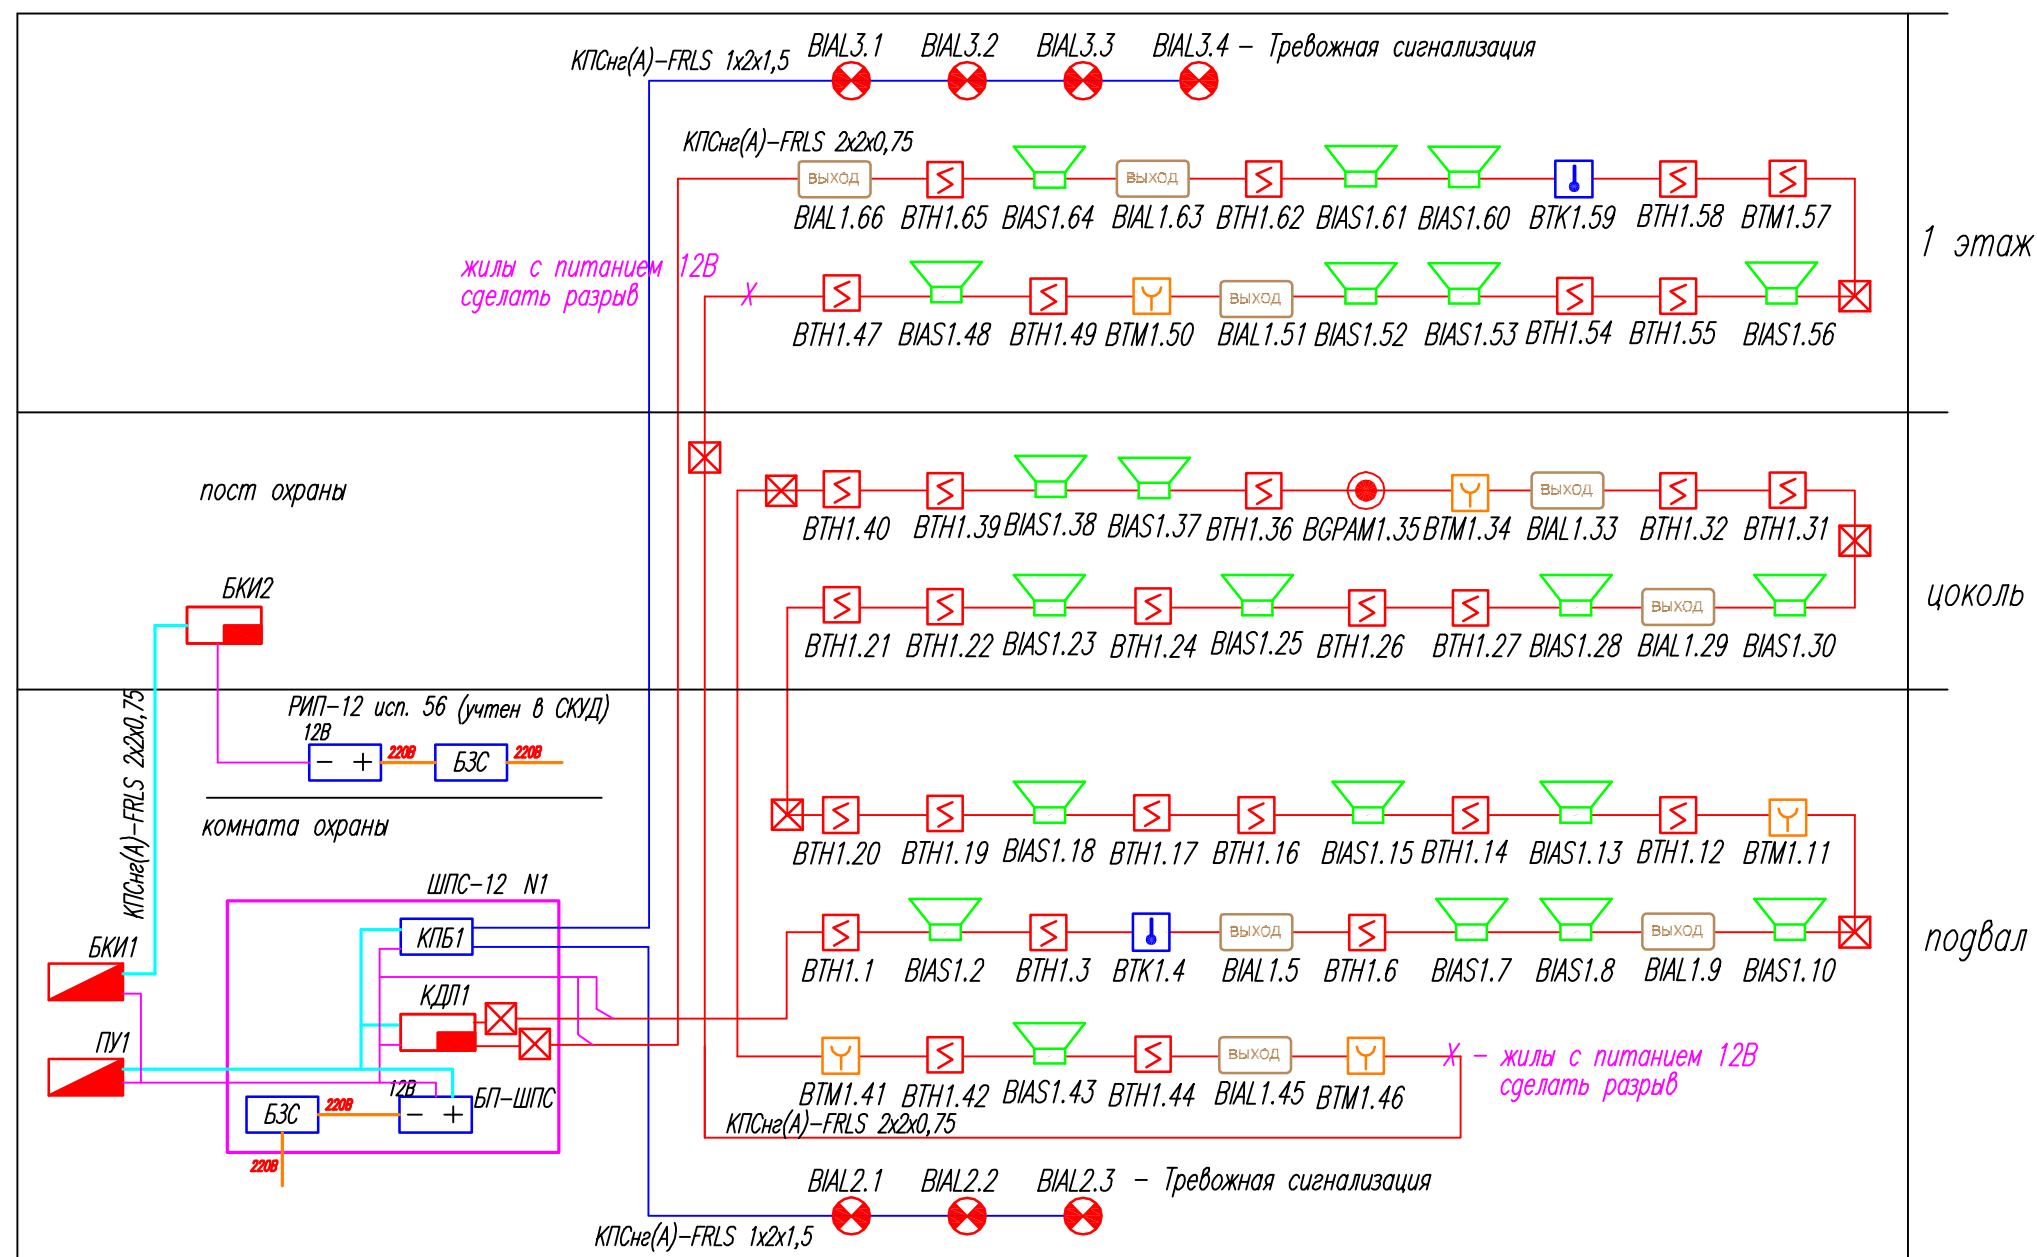 КПСнг(А)-FRLS 1х2х1,5
BIAL3.1 BIAL3.2 BIAL3.3 BIAL3.4 - Тревожная сигнализация
КПСнг(А)-FRLS 2х2х0,75
ВЫХОД ВЫХОД
BIAL1.66 BTH1.65 BIAS1.64 BIAL1.63 BTH1.62 BIAS1.61 BIAS1.60 BTK1.59 BTH1.58 BTM1.57
1 этаж
жилы с питанием 12В
сделать разрыв
X
ВЫХОД
BTH1.47 BIAS1.48 BTH1.49 BTM1.50 BIAL1.51 BIAS1.52 BIAS1.53 BTH1.54 BTH1.55 BIAS1.56
пост охраны
ВЫХОД
BTH1.40 BTH1.39 BIAS1.38 BIAS1.37 BTH1.36 BGPAM1.35 BTM1.34 BIAL1.33 BTH1.32 BTH1.31
БКИ2
цоколь
ВЫХОД
BTH1.21 BTH1.22 BIAS1.23 BTH1.24 BIAS1.25 BTH1.26 BTH1.27 BIAS1.28 BIAL1.29 BIAS1.30
КПСнг(А)-FRLS 2х2х0,75
РИП-12 исп. 56 (учтен в СКУД)
12В
- + 220В БЗС 220В
комната охраны
BTH1.20 BTH1.19 BIAS1.18 BTH1.17 BTH1.16 BIAS1.15 BTH1.14 BIAS1.13 BTH1.12 BTM1.11
ШПС-12 N1
КПБ1
БКИ1
ВЫХОД ВЫХОД
подвал
BTH1.1 BIAS1.2 BTH1.3 BTK1.4 BIAL1.5 BTH1.6 BIAS1.7 BIAS1.8 BIAL1.9 BIAS1.10
КДЛ1
ПУ1
ВЫХОД
X - жилы с питанием 12В
сделать разрыв
BTM1.41 BTH1.42 BIAS1.43 BTH1.44 BIAL1.45 BTM1.46
12В
БЗС 220В - + БП-ШПС
КПСнг(А)-FRLS 2х2х0,75
220В
BIAL2.1 BIAL2.2 BIAL2.3 - Тревожная сигнализация
КПСнг(А)-FRLS 1х2х1,5